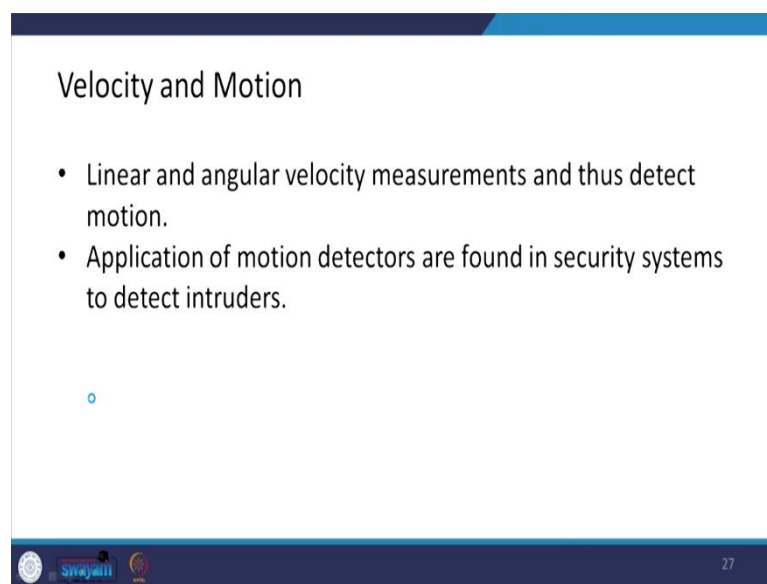 Velocity and Motion
• Linear and angular velocity measurements and thus detect
motion.
• Application of motion detectors are found in security systems
to detect intruders.
swayam
27